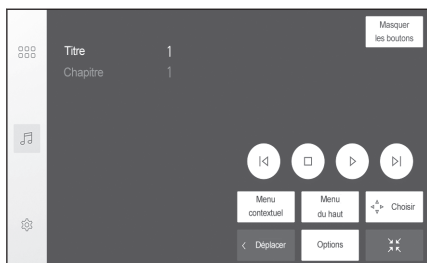 Masquer
les boutons
Titre 1
Chapitre 1
Menu
contextuel
Menu
du haut
Choisir
Déplacer
Options